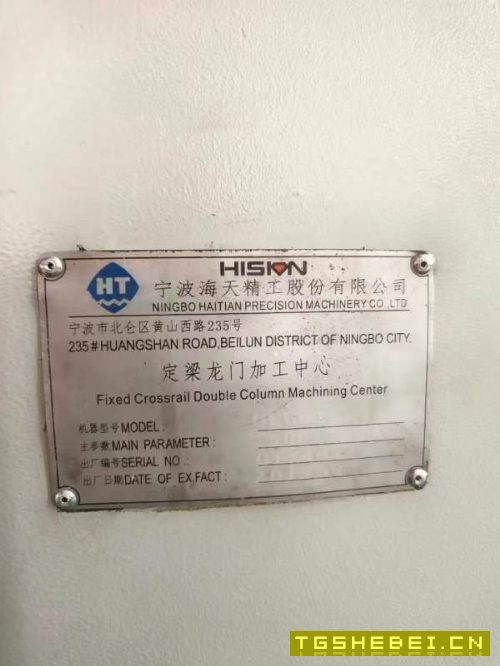 HISION
HT
宁波海天精工股份有限公司
NINGBO HAITIAN PRECISION MACHINERY CO.,LTD
宁波市北仑区黄山西路235号
235#HUANGSHAN ROAD,BEILUN DISTRICT OF NINGBO CITY.
定梁龙门加工中心
Fixed Crossrail Double Column Machining Center
机器型号MODEL:
主参数MAIN PARAMETER:
出厂编号SERIAL NO.:
出厂日期DATE OF EX.FACT:
TGSHEBEI.CN